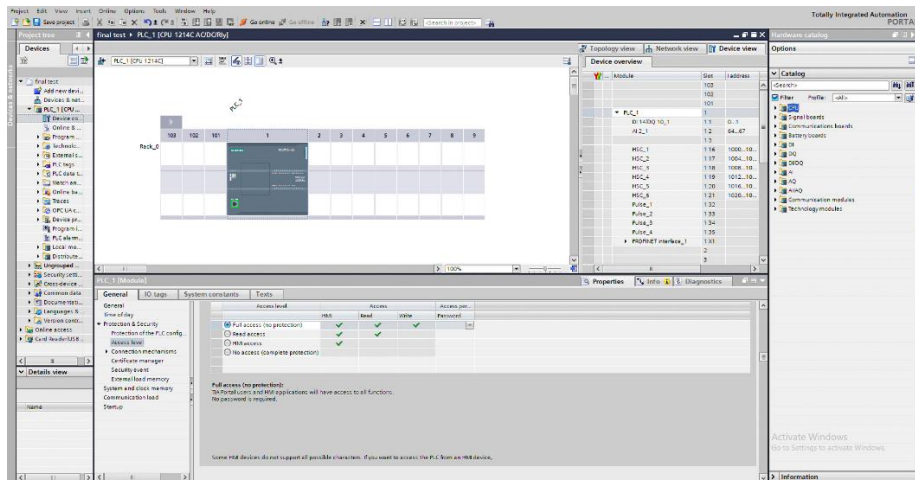 Project Edit View Insert Online Options Tools Window Help
Totally Integrated Automation
PORTA
Save project
Go online
Go offline
<Search in project>
Project tree
final test ▸ PLC_1 [CPU 1214C AC/DC/Rly]
Hardware catalog
Devices
Topology view
Network view
Device view
Options
PLC_1 [CPU 1214C]
Device overview
Module
Slot
I address
Catalog
<Search>
Filter
Profile:
<All>
final test
Add new devi...
Devices & net...
PLC_1 [CPU ...
Device co...
Online & ...
Program ...
Technolo...
External s...
PLC tags
PLC data t...
Watch an...
Online ba...
Traces
OPC UA c...
Device pr...
Program i...
PLC alarm...
Local mo...
Distribute...
Ungrouped ...
Security setti...
Cross-device ...
Common data
Documentati...
Languages & ...
Version contr...
Online access
Card Reader/USB ...
Details view
Name
PLC_1
103 102 101 1 2 3 4 5 6 7 8 9
Rack_0
100%
103
102
101
PLC_1 1
DI 14/DQ 10_1 1 1 0...1
AI 2_1 1 2 64...67
1 3
HSC_1 1 16 1000...10...
HSC_2 1 17 1004...10...
HSC_3 1 18 1008...10...
HSC_4 1 19 1012...10...
HSC_5 1 20 1016...10...
HSC_6 1 21 1020...10...
Pulse_1 1 32
Pulse_2 1 33
Pulse_3 1 34
Pulse_4 1 35
PROFINET interface_1 1 X1
2
3
CPU
Signal boards
Communications boards
Battery boards
DI
DQ
DI/DQ
AI
AQ
AI/AQ
Communication modules
Technology modules
PLC_1 [Module]
Properties
Info
Diagnostics
General
IO tags
System constants
Texts
General
Time of day
Protection & Security
Protection of the PLC config...
Access level
Connection mechanisms
Certificate manager
Security event
External load memory
System and clock memory
Communication load
Startup
Access level Access Access per...
HMI Read Write Password
Full access (no protection)
Read access
HMI access
No access (complete protection)
Full access (no protection):
TIA Portal users and HMI applications will have access to all functions.
No password is required.
Some HMI devices do not support all possible characters. If you want to access the PLC from an HMI device,
Activate Windows
Go to Settings to activate Windows.
Information